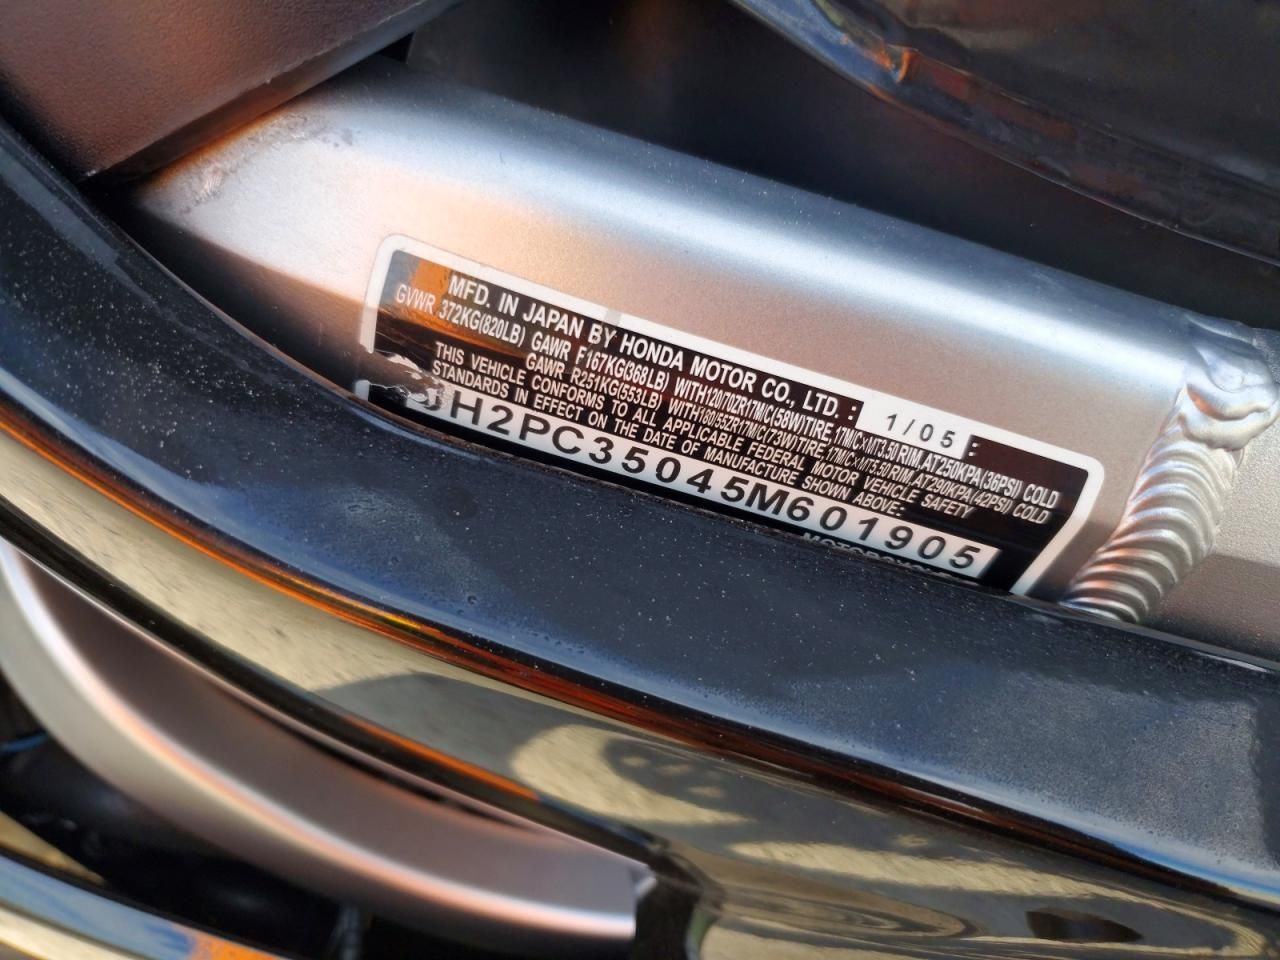 MFD. IN JAPAN BY HONDA MOTOR CO., LTD. : 1/05 :
GVWR 372KG(820LB) GAWR F167KG(368LB) WITH120/70ZR17M/C(58W)TIRE,17M/C×MT3.50 RIM,AT250KPA(36PSI) COLD
GAWR R251KG(553LB) WITH180/55ZR17M/C(73W)TIRE,17M/C×MT5.50 RIM,AT290KPA(42PSI) COLD
THIS VEHICLE CONFORMS TO ALL APPLICABLE FEDERAL MOTOR VEHICLE SAFETY
STANDARDS IN EFFECT ON THE DATE OF MANUFACTURE SHOWN ABOVE:
JH2PC35045M601905